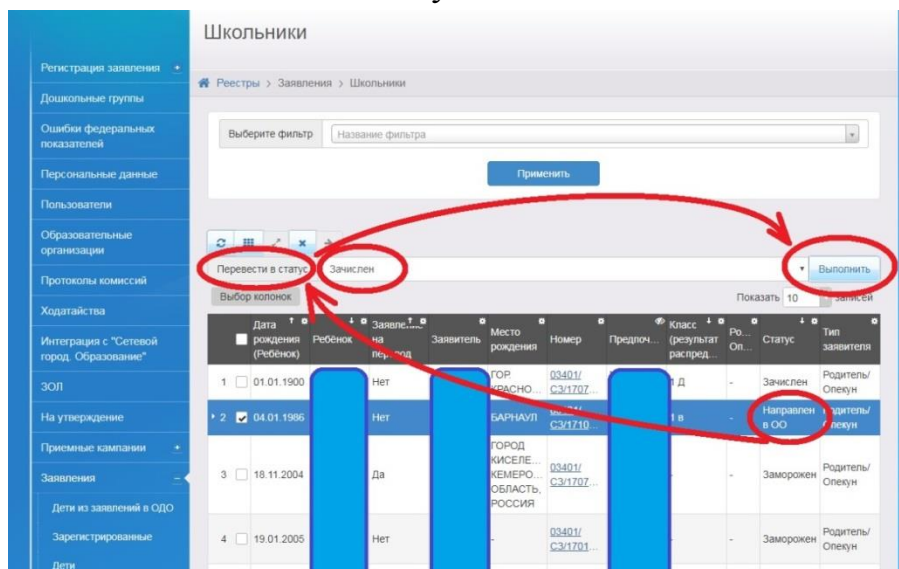 Школьники
Регистрация заявления +
Дошкольные группы
Ошибки федеральных
показателей
Персональные данные
Пользователи
Образовательные
организации
Протоколы комиссий
Ходатайства
Интеграция с "Сетевой
город. Образование"
ЗОЛ
На утверждение
Приемные кампании +
Заявления –
Дети из заявлений в ОДО
Зарегистрированные
Дети
Реестры > Заявления > Школьники
Выберите фильтр Название фильтра
Применить
Перевести в статус Зачислен Выполнить
Выбор колонок Показать 10 записей
Дата
рождения
(Ребёнок)
Ребёнок
Заявление
на
период
Заявитель
Место
рождения
Номер
Предпоч...
Класс
(результат
распред...
Ро...
Оп...
Статус
Тип
заявителя
1 01.01.1900 Нет ГОР.
КРАСНО... 03401/
СЗ/1707... 1 Д - Зачислен Родитель/
Опекун
2 04.01.1986 Нет БАРНАУЛ
СЗ/1710... 1 в - Направлен
в ОО Родитель/
Опекун
3 18.11.2004 Да ГОРОД
КИСЕЛЕ...
КЕМЕРО...
ОБЛАСТЬ,
РОССИЯ 03401/
СЗ/1707... - - Заморожен Родитель/
Опекун
4 19.01.2005 Нет - 03401/
СЗ/1701... - - Заморожен Родитель/
Опекун